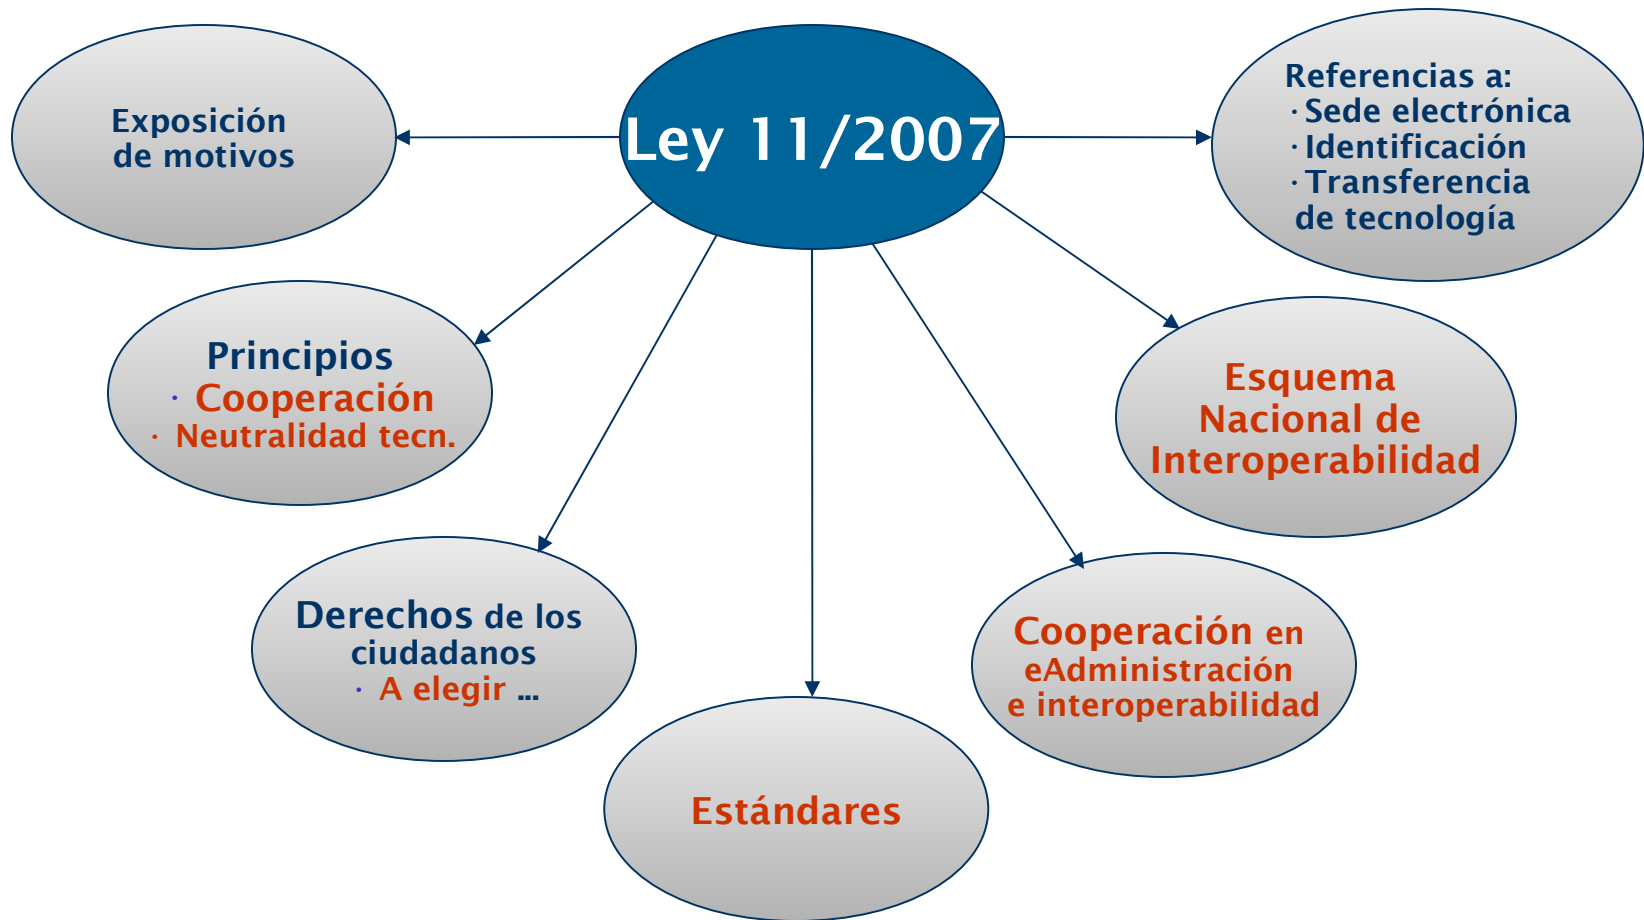 Ley 11/2007
Exposición
de motivos
Referencias a:
· Sede electrónica
· Identificación
· Transferencia
de tecnología
Principios
· Cooperación
· Neutralidad tecn.
Esquema
Nacional de
Interoperabilidad
Derechos de los
ciudadanos
· A elegir ...
Cooperación en
eAdministración
e interoperabilidad
Estándares